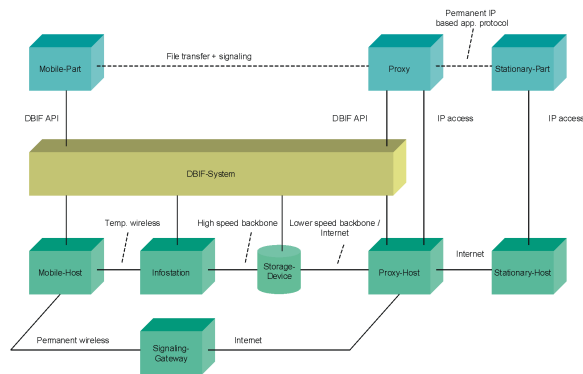 Permanent IP
based app. protocol
File transfer + signaling
Mobile-Part
Proxy
Stationary-Part
DBIF API
DBIF API
IP access
IP access
DBIF-System
Temp. wireless
High speed backbone
Lower speed backbone /
Internet
Mobile-Host
Infostation
Storage-
Device
Proxy-Host
Internet
Stationary-Host
Permanent wireless
Signaling-
Gateway
Internet